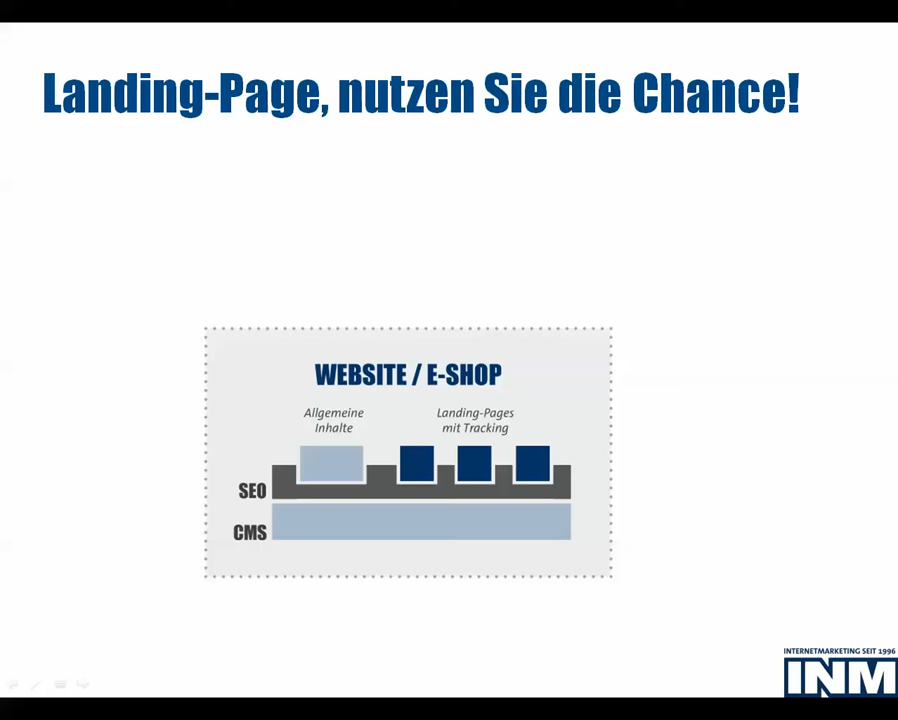 Landing-Page, nutzen Sie die Chance!
WEBSITE / E-SHOP
Allgemeine
Inhalte
Landing-Pages
mit Tracking
SEO
CMS
INTERNETMARKETING SEIT 1996
INM